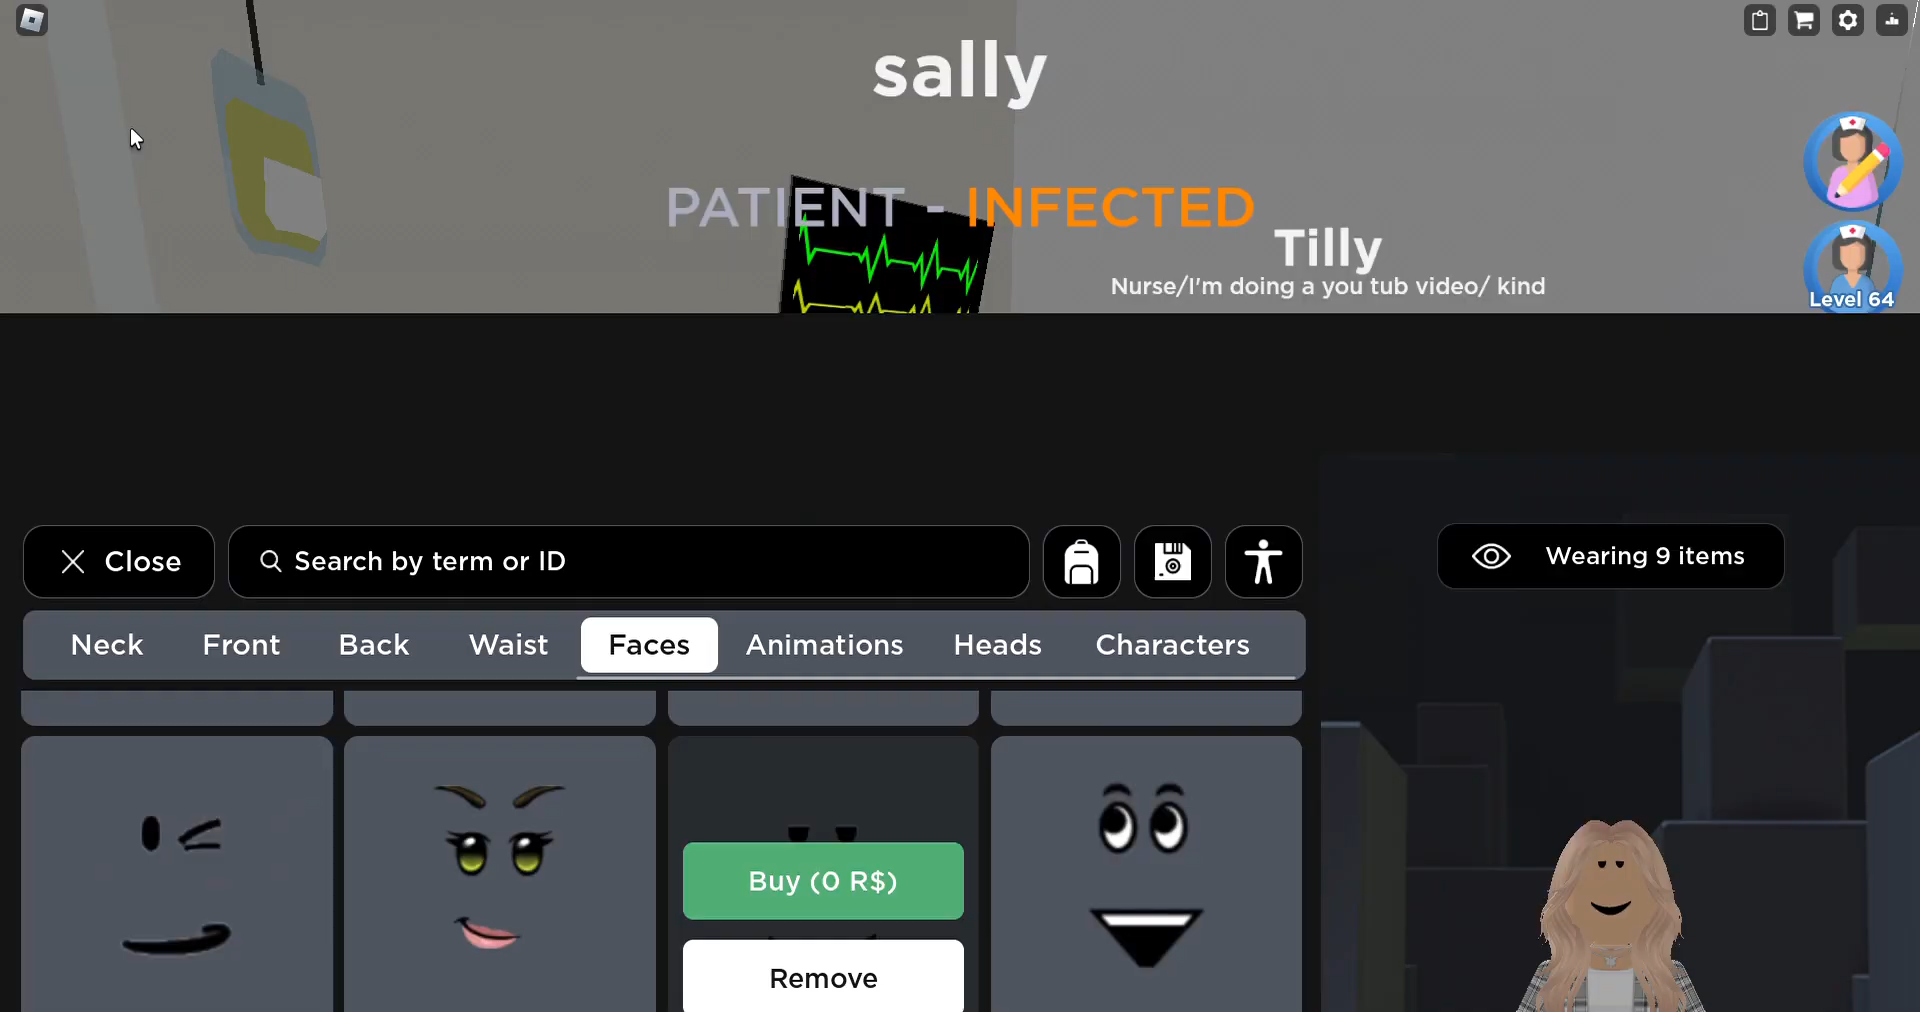 sally
PATIENT - INFECTED
Tilly
Nurse/I'm doing a you tub video/ kind
Level 64
Close
Search by term or ID
Wearing 9 items
Neck
Front
Back
Waist
Faces
Animations
Heads
Characters
Buy (0 R$)
Remove